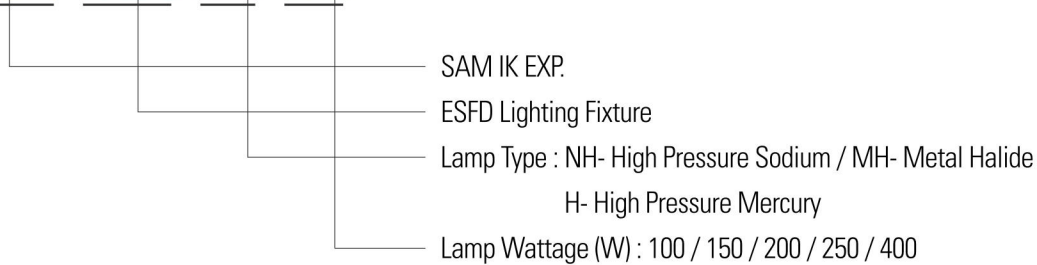 SAM IK EXP.
ESFD Lighting Fixture
Lamp Type : NH- High Pressure Sodium / MH- Metal Halide
H- High Pressure Mercury
Lamp Wattage (W) : 100 / 150 / 200 / 250 / 400